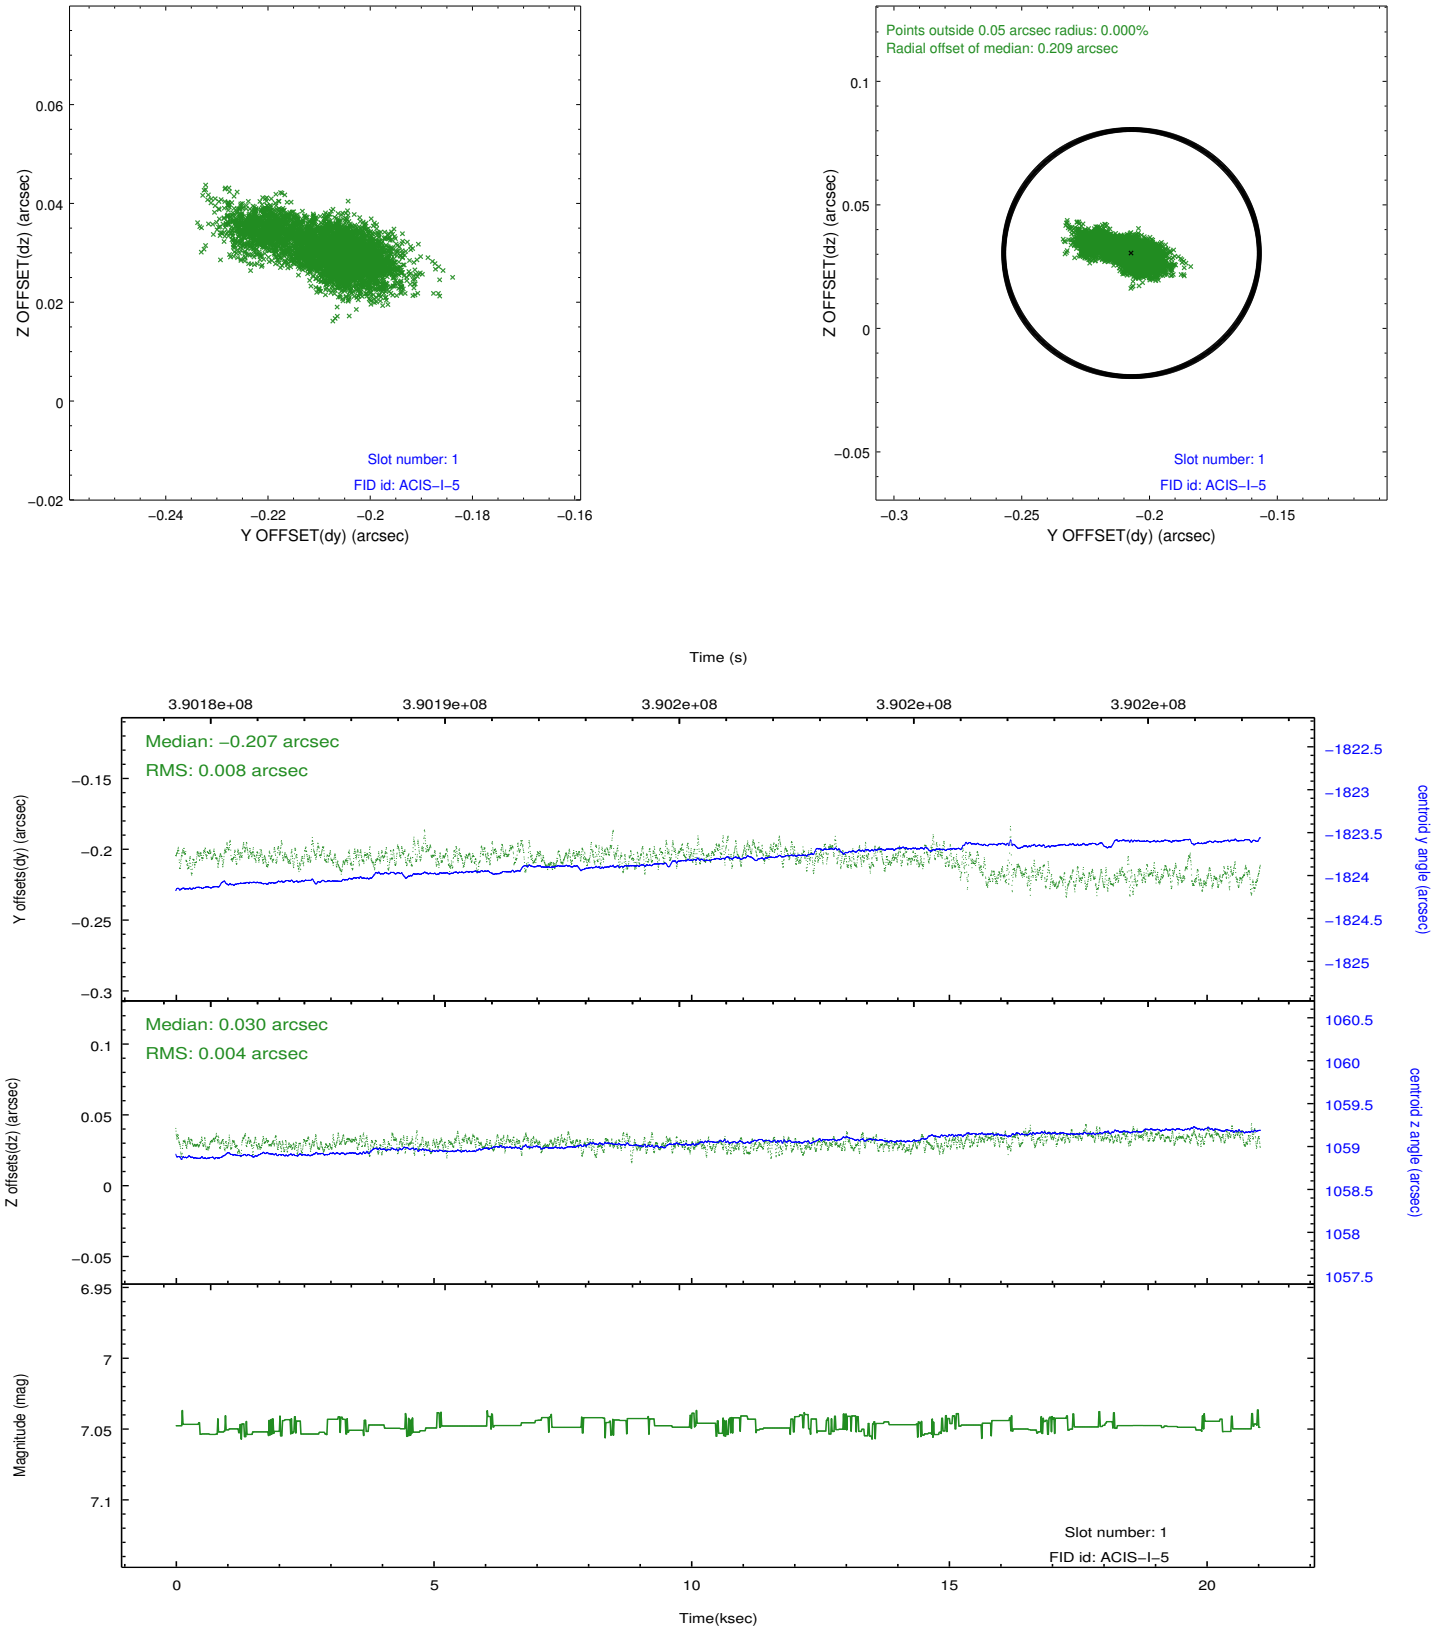 0.06
0.04
0.02
0
−0.02
Z OFFSET(dz) (arcsec)
Slot number: 1
FID id: ACIS−I−5
−0.24
−0.22
−0.2
−0.18
−0.16
Y OFFSET(dy) (arcsec)
Points outside 0.05 arcsec radius: 0.000%
Radial offset of median: 0.209 arcsec
0.1
0.05
0
−0.05
Z OFFSET(dz) (arcsec)
Slot number: 1
FID id: ACIS−I−5
−0.3
−0.25
−0.2
−0.15
Y OFFSET(dy) (arcsec)
Time (s)
3.9018e+08
3.9019e+08
3.902e+08
3.902e+08
3.902e+08
Median: −0.207 arcsec
RMS: 0.008 arcsec
−0.15
−0.2
−0.25
−0.3
Y offsets(dy) (arcsec)
−1822.5
−1823
−1823.5
−1824
−1824.5
−1825
centroid y angle (arcsec)
Median: 0.030 arcsec
RMS: 0.004 arcsec
0.1
0.05
0
−0.05
Z offsets(dz) (arcsec)
1060.5
1060
1059.5
1059
1058.5
1058
1057.5
centroid z angle (arcsec)
6.95
7
7.05
7.1
Magnitude (mag)
Slot number: 1
FID id: ACIS−I−5
0
5
10
15
20
Time(ksec)